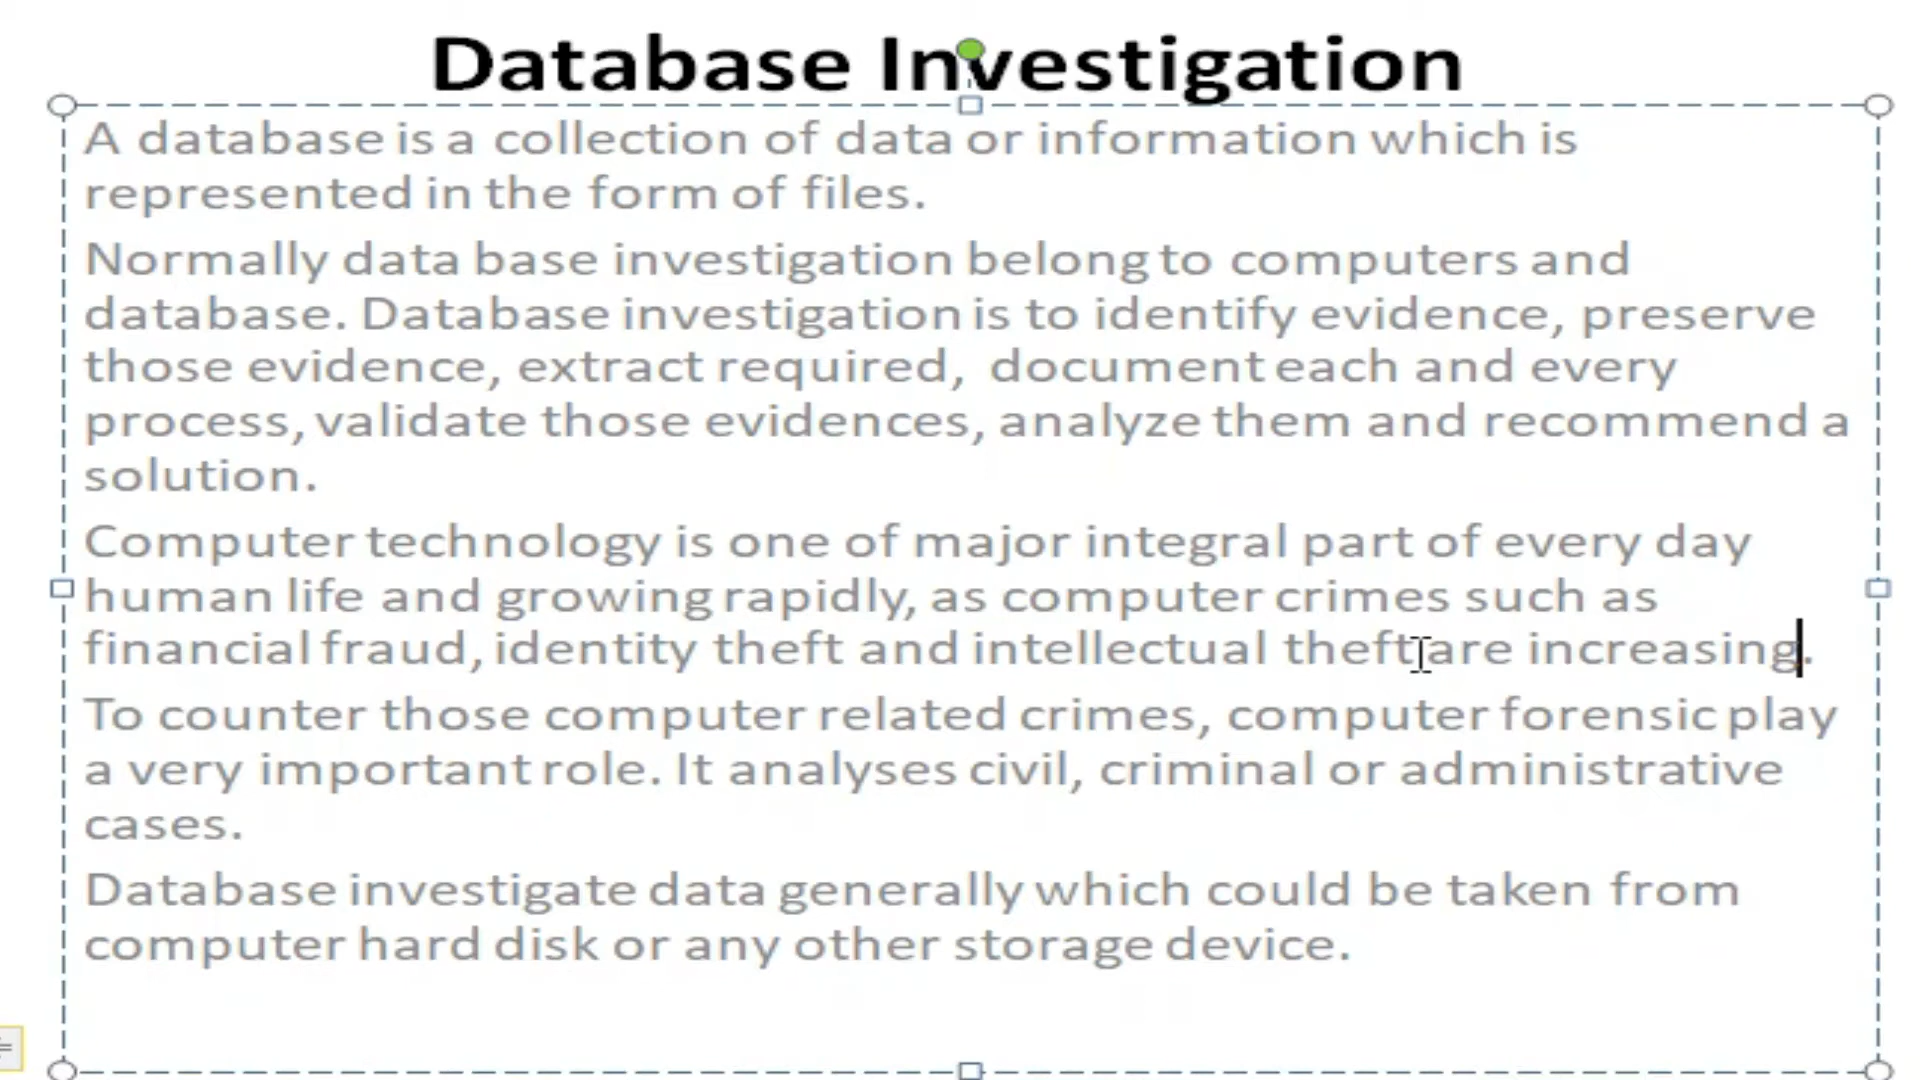 Database Investigation
A database is a collection of data or information which is
represented in the form of files.
Normally data base investigation belong to computers and
database. Database investigation is to identify evidence, preserve
those evidence, extract required, document each and every
process, validate those evidences, analyze them and recommend a
solution.
Computer technology is one of major integral part of every day
human life and growing rapidly, as computer crimes such as
financial fraud, identity theft and intellectual theft are increasing.
To counter those computer related crimes, computer forensic play
a very important role. It analyses civil, criminal or administrative
cases.
Database investigate data generally which could be taken from
computer hard disk or any other storage device.